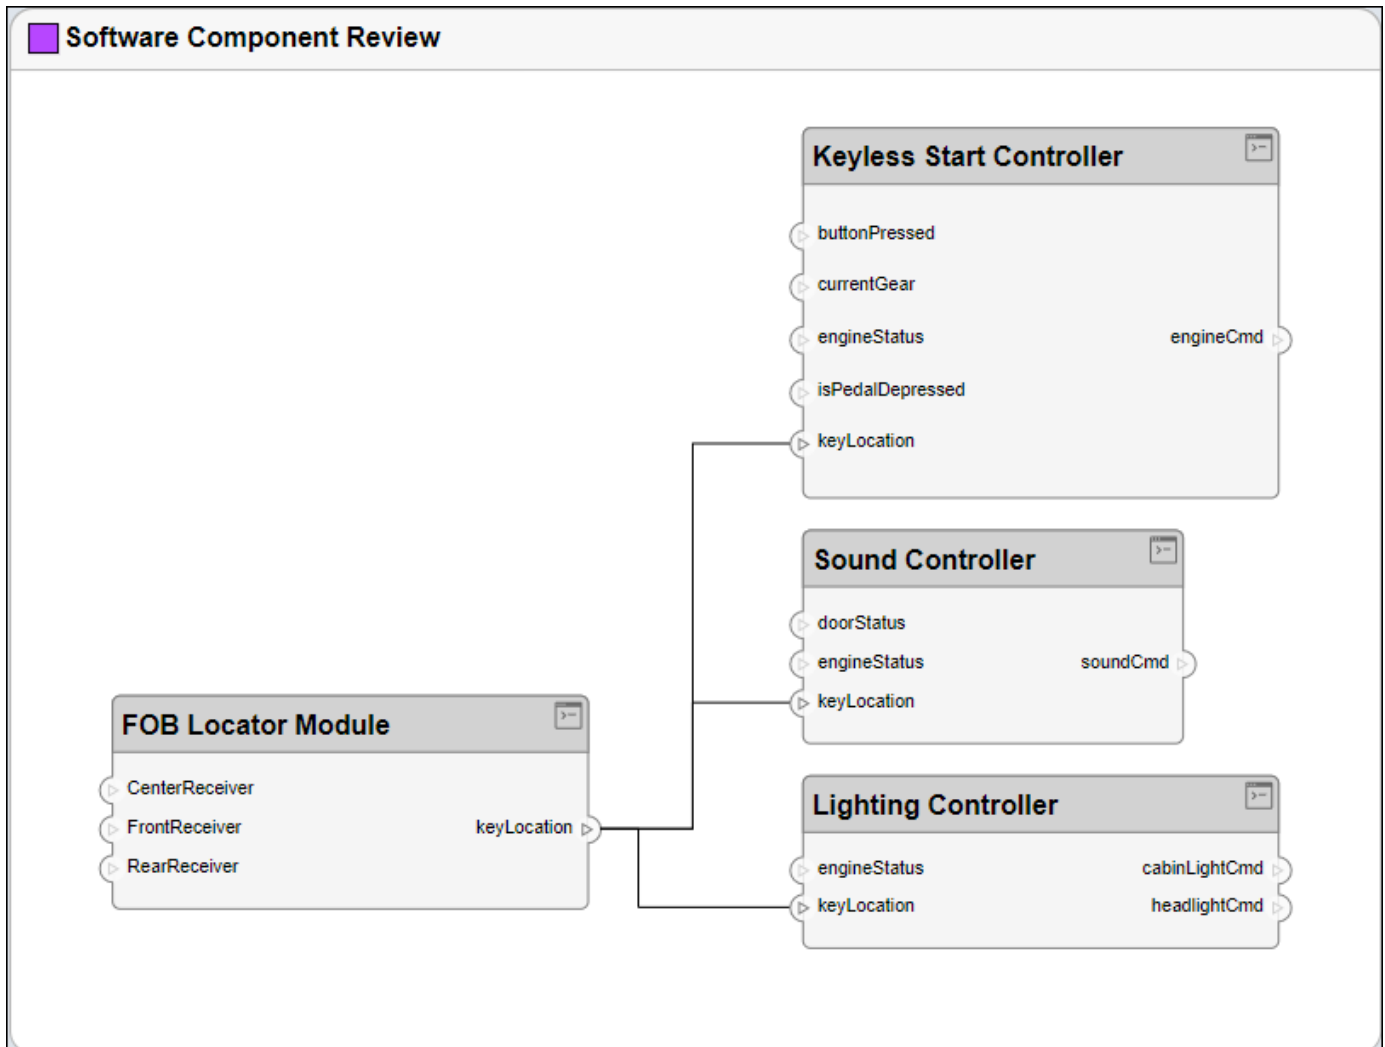 Software Component Review
Keyless Start Controller
buttonPressed
currentGear
engineStatus
engineCmd
isPedalDepressed
keyLocation
Sound Controller
doorStatus
engineStatus
soundCmd
keyLocation
FOB Locator Module
CenterReceiver
FrontReceiver
keyLocation
RearReceiver
Lighting Controller
engineStatus
cabinLightCmd
keyLocation
headlightCmd